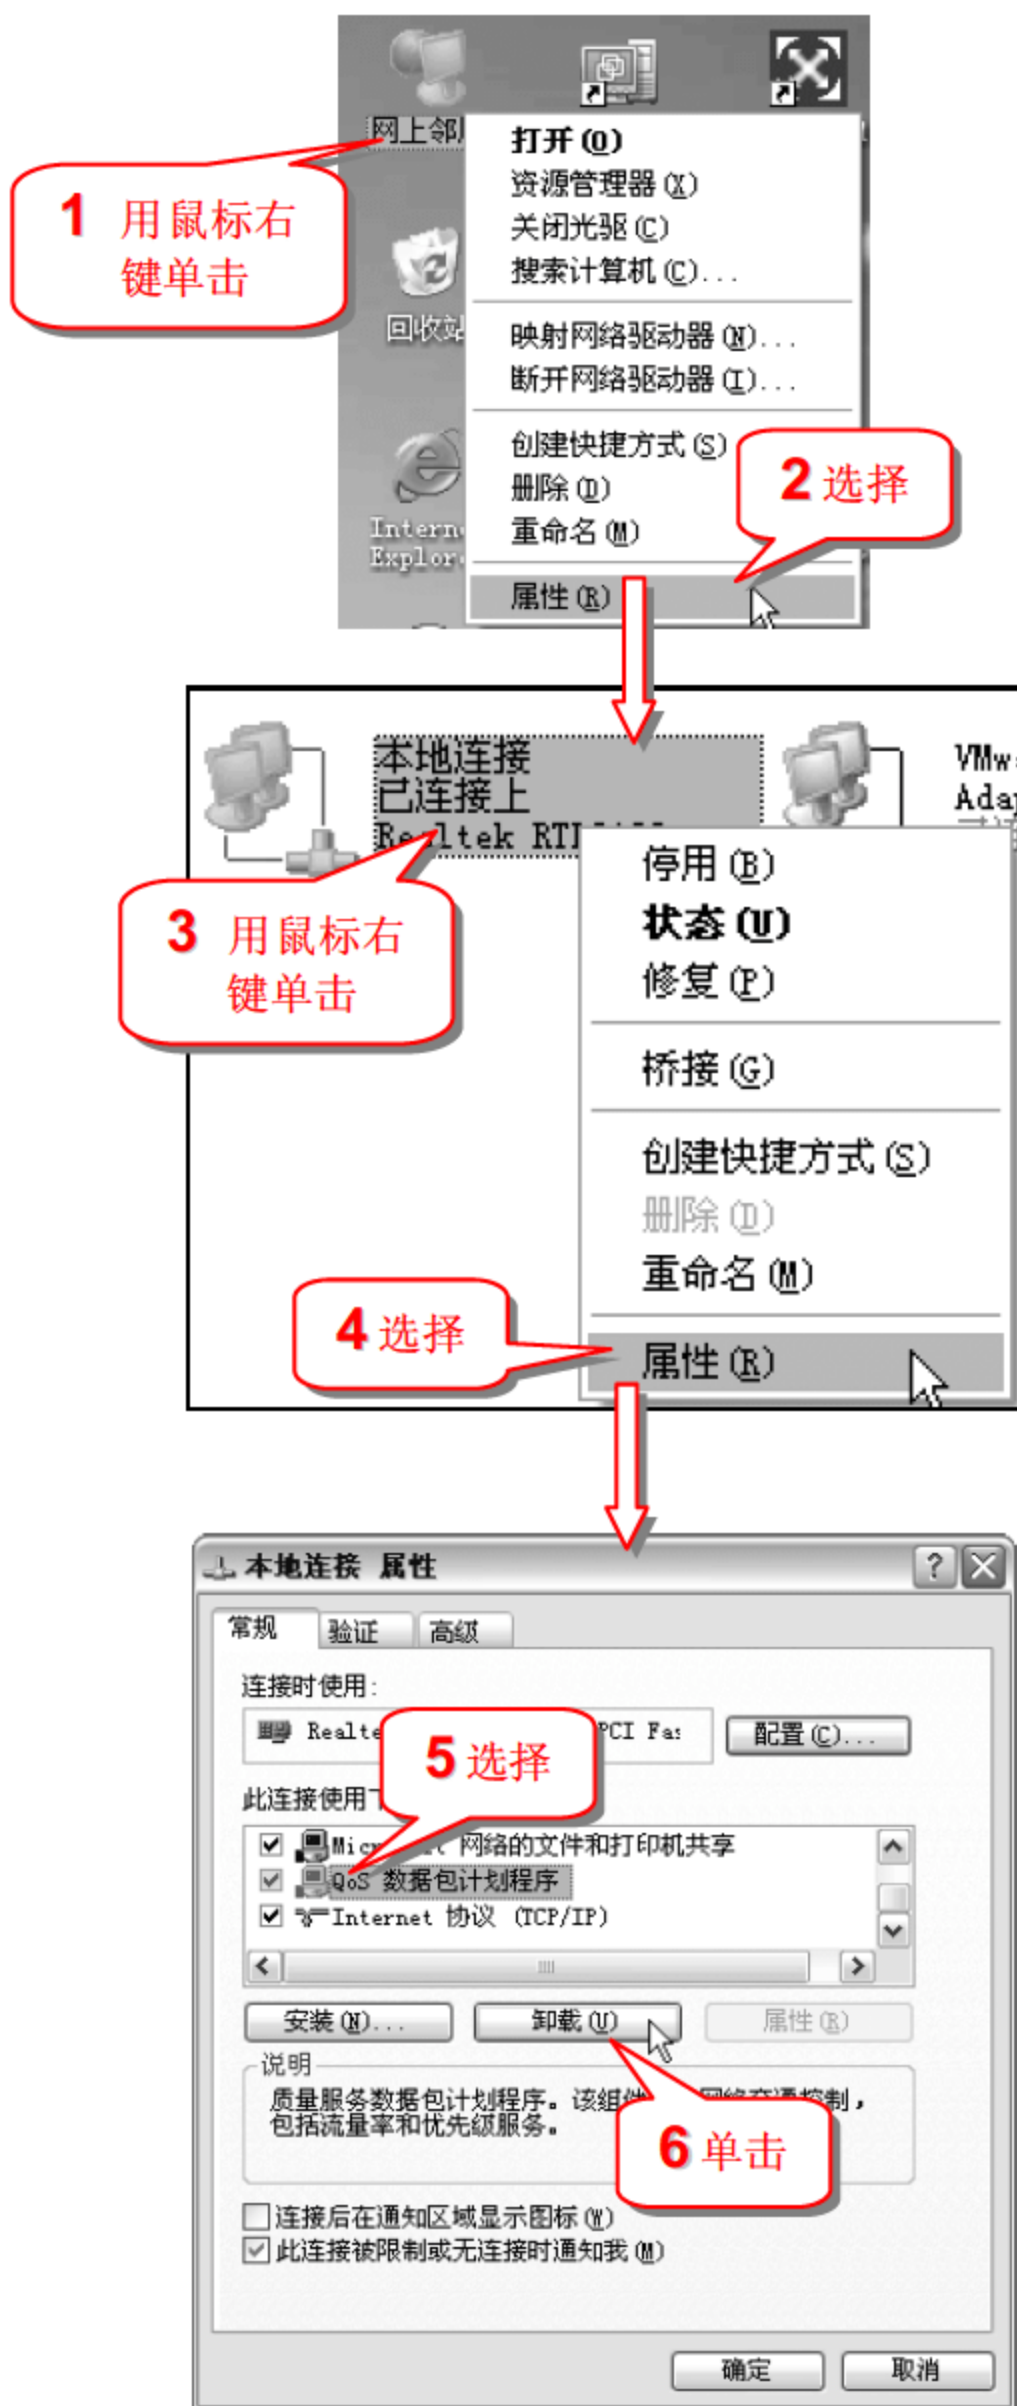 网上邻
打开(O)
资源管理器(X)
关闭光驱(C)
搜索计算机(C)...
映射网络驱动器(N)...
断开网络驱动器(I)...
创建快捷方式(S)
删除(D)
重命名(M)
属性(R)
1 用鼠标右
键单击
回收站
Intern
Explor
2选择
本地连接
已连接上
Realtek RTL
VMw
Ada
停用(B)
状态(U)
修复(P)
桥接(G)
创建快捷方式(S)
删除(D)
重命名(M)
属性(R)
3 用鼠标右
键单击
4选择
本地连接 属性
常规 验证 高级
连接时使用:
Realte PCI Fa:
配置(C)...
5选择
此连接使用
Mic 网络的文件和打印机共享
QoS 数据包计划程序
Internet 协议 (TCP/IP)
安装(N)... 卸载(U) 属性(R)
说明
质量服务数据包计划程序。该组 制,
包括流量率和优先级服务。
6单击
连接后在通知区域显示图标(W)
此连接被限制或无连接时通知我(M)
确定 取消